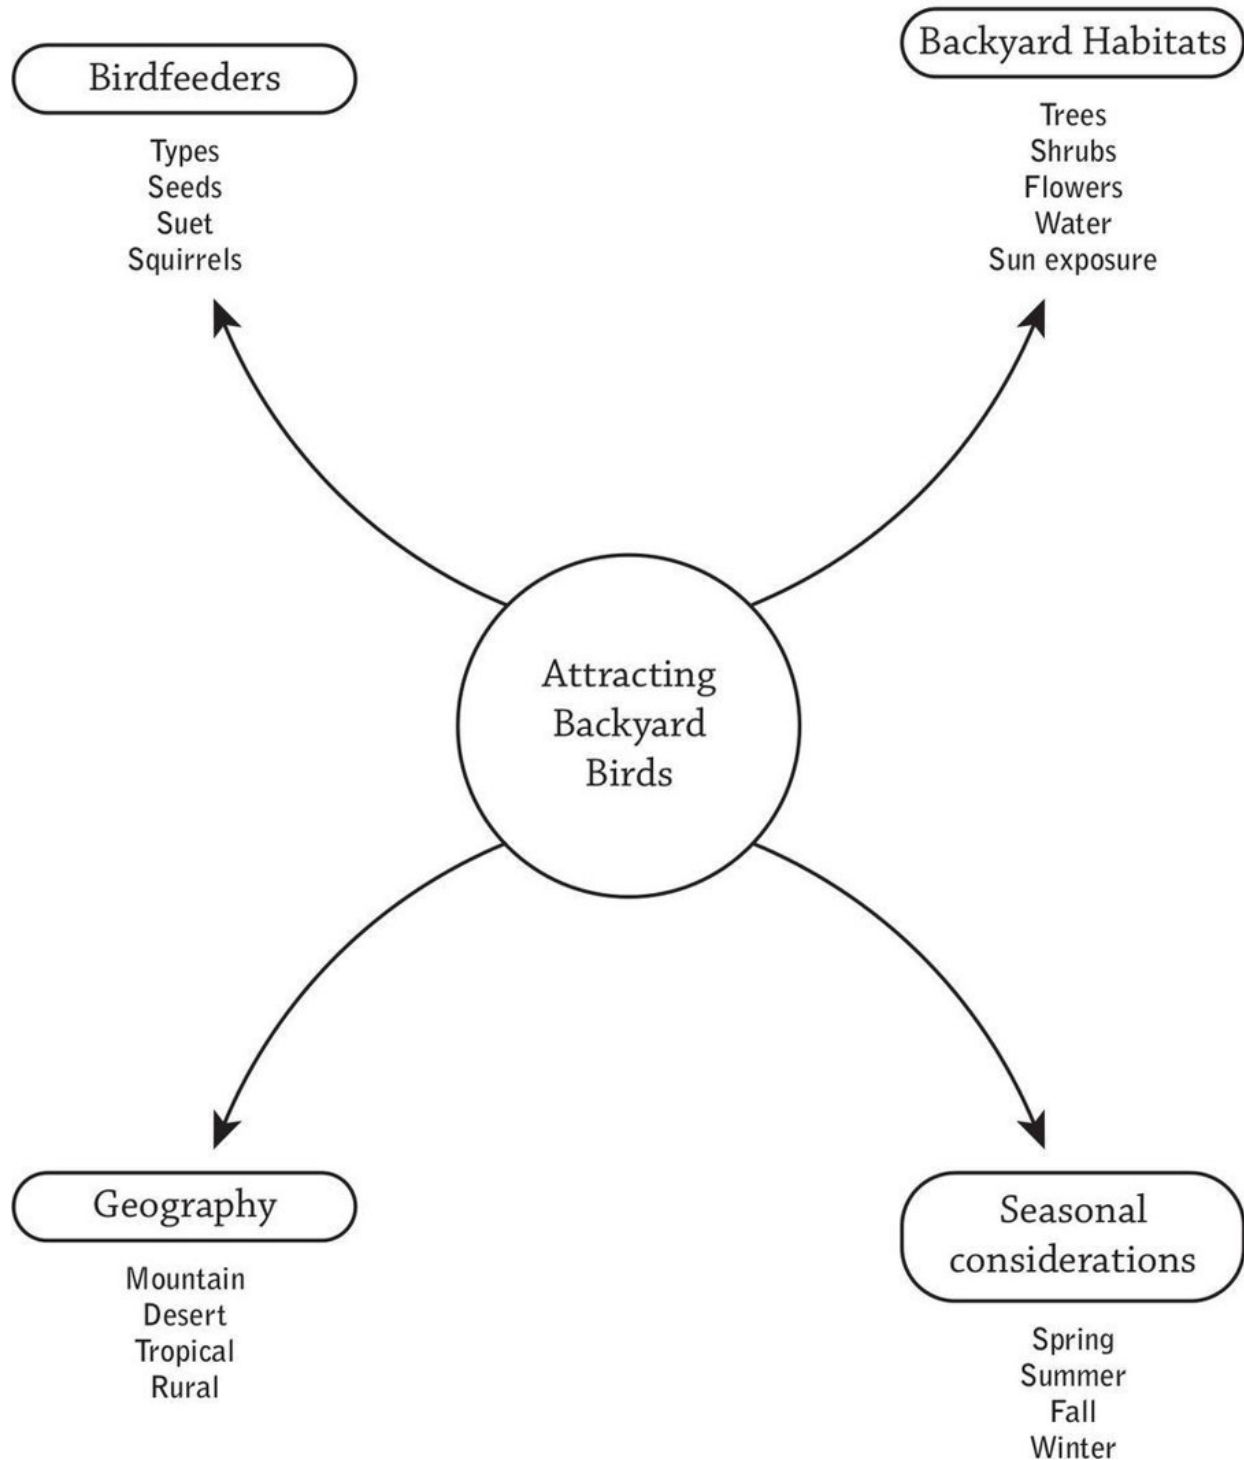 Birdfeeders
Types
Seeds
Suet
Squirrels
Backyard Habitats
Trees
Shrubs
Flowers
Water
Sun exposure
Attracting
Backyard
Birds
Geography
Mountain
Desert
Tropical
Rural
Seasonal
considerations
Spring
Summer
Fall
Winter